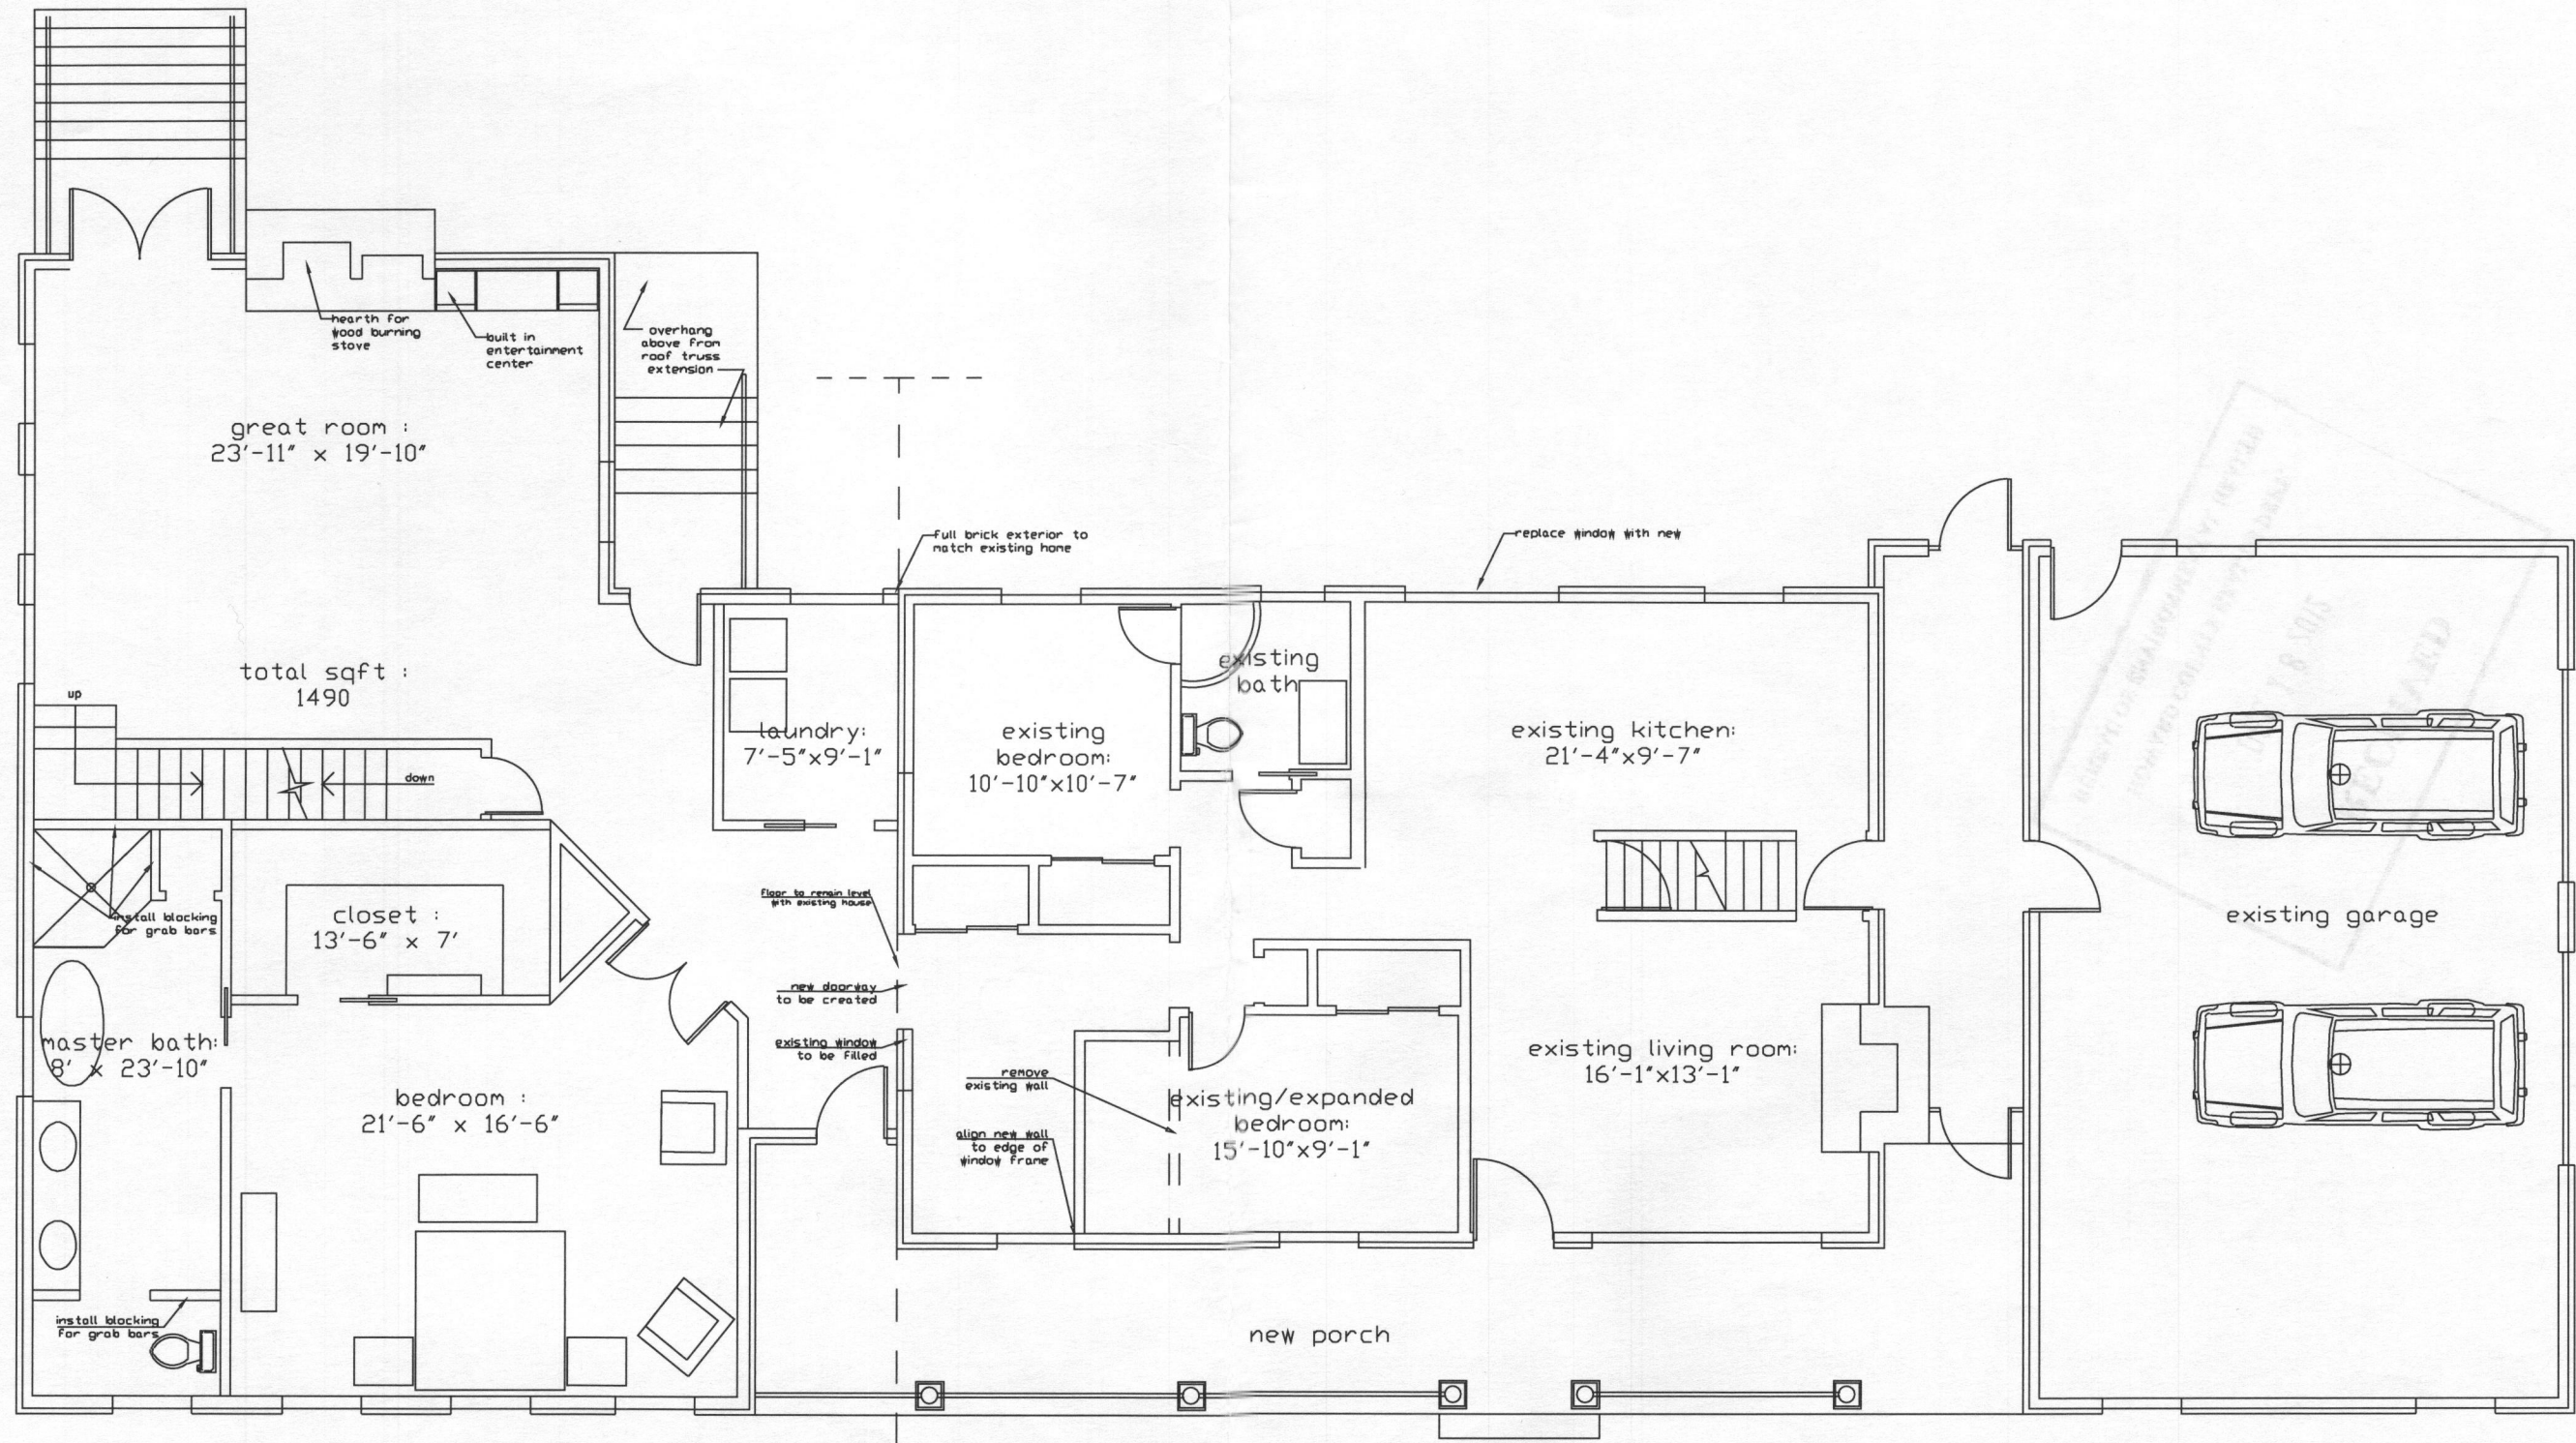 hearth for
wood burning
stove
built in
entertainment
center
overhang
above from
roof truss
extension
great room :
23'-11" x 19'-10"
full brick exterior to
match existing home
replace window with new
total sqft :
1490
up
down
laundry:
7'-5"x9'-1"
existing
bedroom:
10'-10"x10'-7"
existing
bath
existing kitchen:
21'-4"x9'-7"
install blocking
for grab bars
closet :
13'-6" x 7'
floor to remain level
with existing house
new doorway
to be created
existing window
to be filled
existing garage
master bath:
8' x 23'-10"
bedroom :
21'-6" x 16'-6"
remove
existing wall
align new wall
to edge of
window frame
existing/expanded
bedroom:
15'-10"x9'-1"
existing living room:
16'-1"x13'-1"
install blocking
for grab bars
new porch